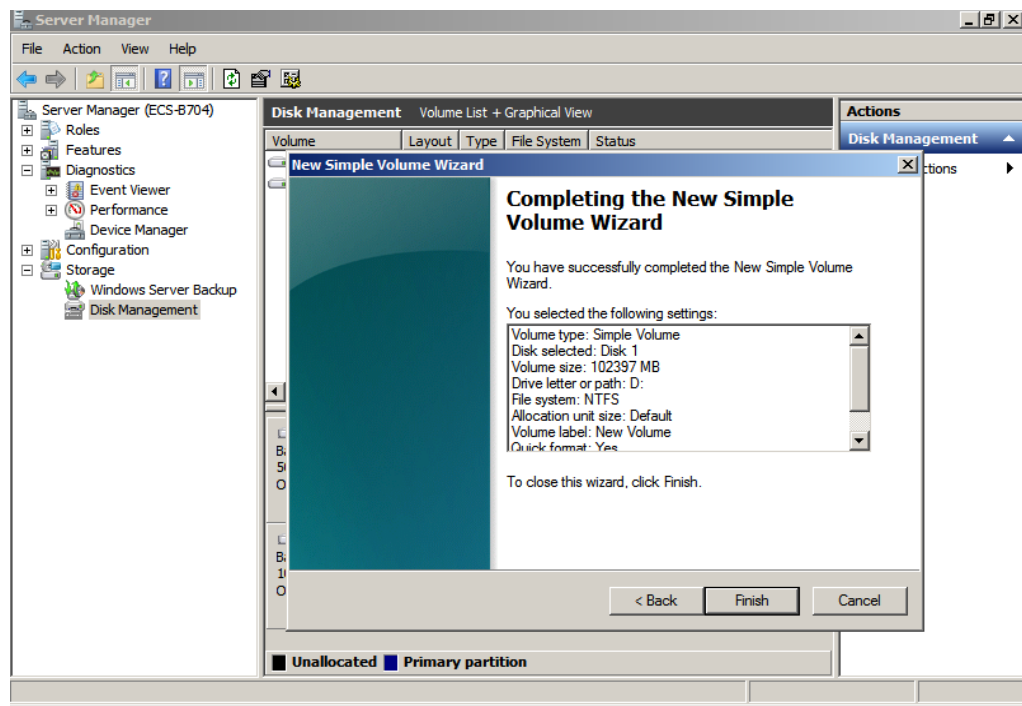 Server Manager
File Action View Help
Server Manager (ECS-B704)
Roles
Features
Diagnostics
Event Viewer
Performance
Device Manager
Configuration
Storage
Windows Server Backup
Disk Management
Disk Management Volume List + Graphical View
Volume Layout Type File System Status
Actions
Disk Management
ctions
New Simple Volume Wizard
Completing the New Simple
Volume Wizard
You have successfully completed the New Simple Volume
Wizard.
You selected the following settings:
Volume type: Simple Volume
Disk selected: Disk 1
Volume size: 102397 MB
Drive letter or path: D:
File system: NTFS
Allocation unit size: Default
Volume label: New Volume
Quick format: Yes
To close this wizard, click Finish.
< Back Finish Cancel
Unallocated Primary partition